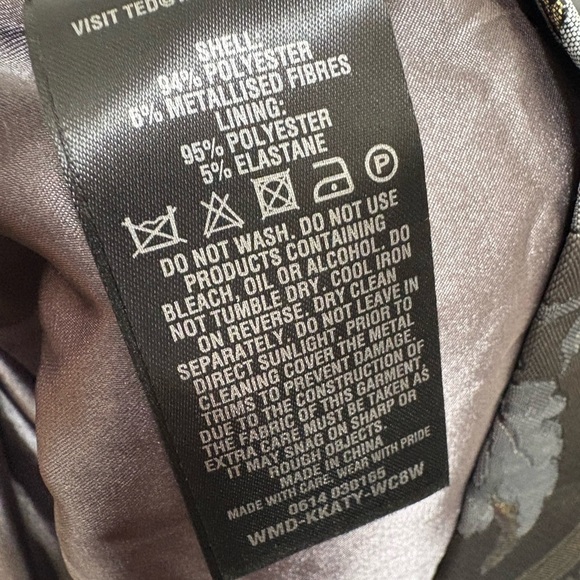 VISIT TED
SHELL:
94% POLYESTER
6% METALLISED FIBRES
LINING:
95% POLYESTER
5% ELASTANE
P
DO NOT WASH. DO NOT USE
PRODUCTS CONTAINING
BLEACH, OIL OR ALCOHOL. DO
NOT TUMBLE DRY. COOL IRON
ON REVERSE. DRY CLEAN
SEPARATELY. DO NOT LEAVE IN
DIRECT SUNLIGHT. PRIOR TO
CLEANING COVER THE METAL
TRIMS TO PREVENT DAMAGE.
DUE TO THE CONSTRUCTION OF
THE FABRIC OF THIS GARMENT
EXTRA CARE MUST BE TAKEN AS
IT MAY SNAG ON SHARP OR
ROUGH OBJECTS.
MADE IN CHINA
MADE WITH CARE, WEAR WITH PRIDE
0614 030165
WMD-KKATY-WC6W